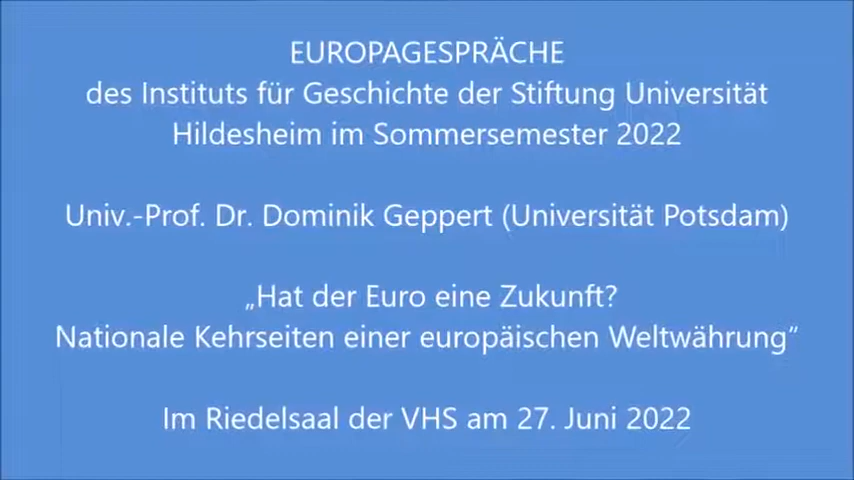 EUROPAGESPRÄCHE
des Instituts für Geschichte der Stiftung Universität
Hildesheim im Sommersemester 2022
Univ.-Prof. Dr. Dominik Geppert (Universität Potsdam)
„Hat der Euro eine Zukunft?
Nationale Kehrseiten einer europäischen Weltwährung“
Im Riedelsaal der VHS am 27. Juni 2022